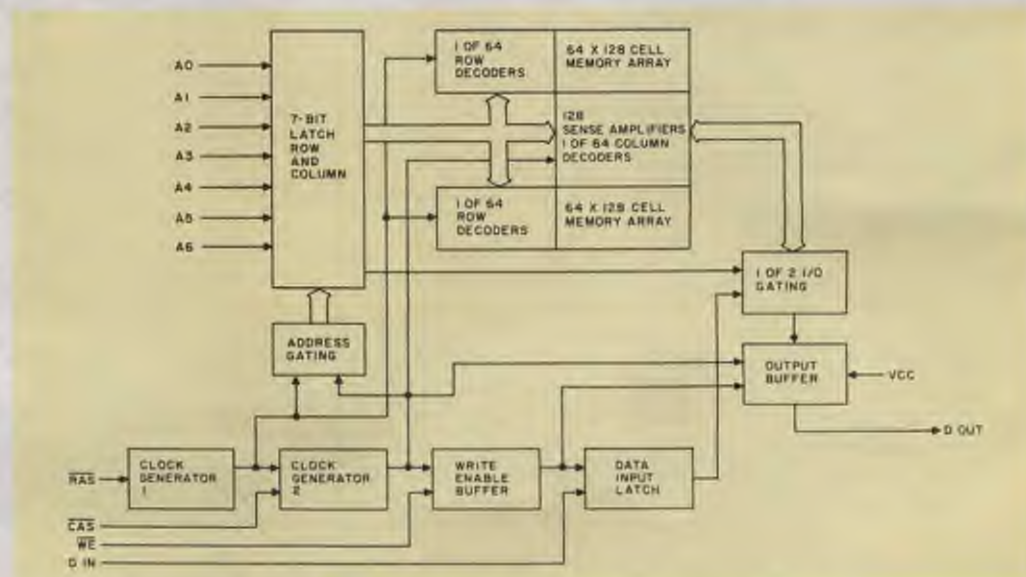 A0
A1
A2
A3
A4
A5
A6
7-BIT
LATCH
ROW
AND
COLUMN
1 OF 64
ROW
DECODERS
64 X 128 CELL
MEMORY ARRAY
128
SENSE AMPLIFIERS
1 OF 64 COLUMN
DECODERS
1 OF 64
ROW
DECODERS
64 X 128 CELL
MEMORY ARRAY
1 OF 2 I/O
GATING
ADDRESS
GATING
OUTPUT
BUFFER
VCC
D OUT
RAS
CLOCK
GENERATOR
1
CLOCK
GENERATOR
2
WRITE
ENABLE
BUFFER
DATA
INPUT
LATCH
CAS
WE
D IN